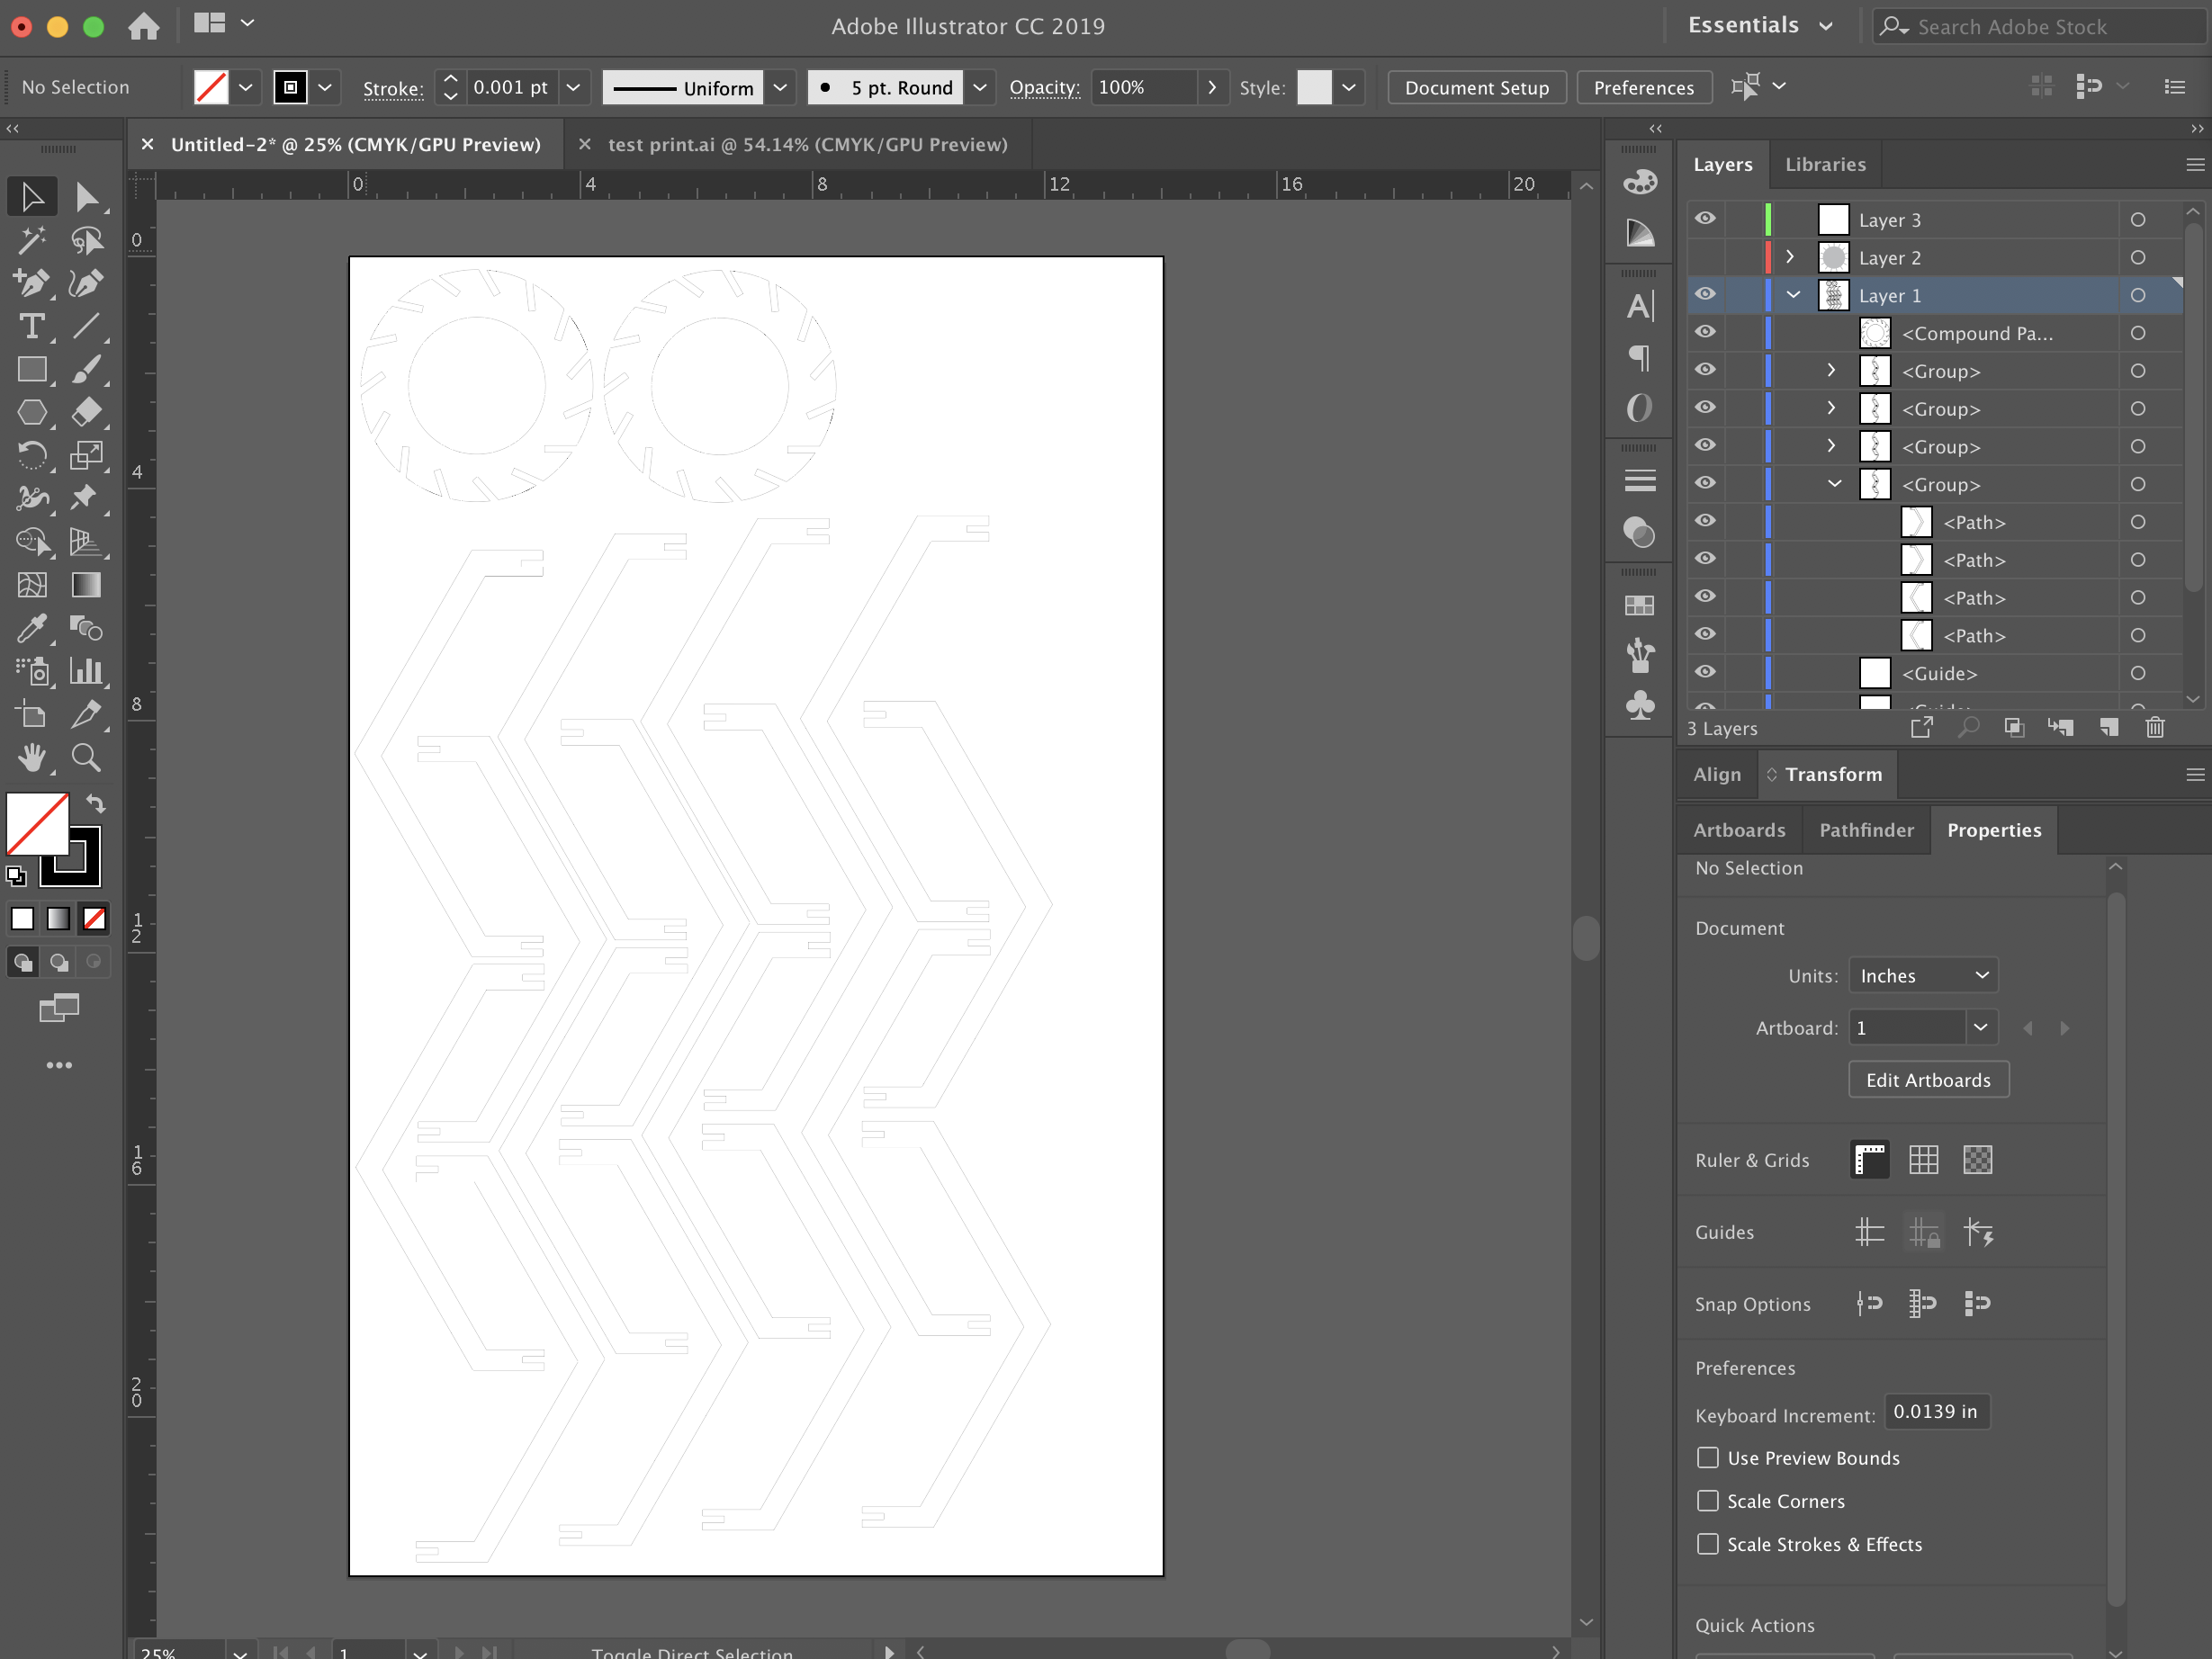 Adobe Illustrator CC 2019
Essentials
Search Adobe Stock
No Selection
Stroke:
0.001 pt
Uniform
5 pt. Round
Opacity:
100%
Style:
Document Setup
Preferences
Untitled-2* @ 25% (CMYK/GPU Preview)
test print.ai @ 54.14% (CMYK/GPU Preview)
0
4
8
12
16
20
0
4
8
12
16
20
Layers
Libraries
Layer 3
Layer 2
Layer 1
<Compound Pa...
<Group>
<Group>
<Group>
<Group>
<Path>
<Path>
<Path>
<Path>
<Guide>
<Guide>
3 Layers
Align
Transform
Artboards
Pathfinder
Properties
No Selection
Document
Units:
Inches
Artboard:
1
Edit Artboards
Ruler & Grids
Guides
Snap Options
Preferences
Keyboard Increment:
0.0139 in
Use Preview Bounds
Scale Corners
Scale Strokes & Effects
Quick Actions
25%
1
Toggle Direct Selection